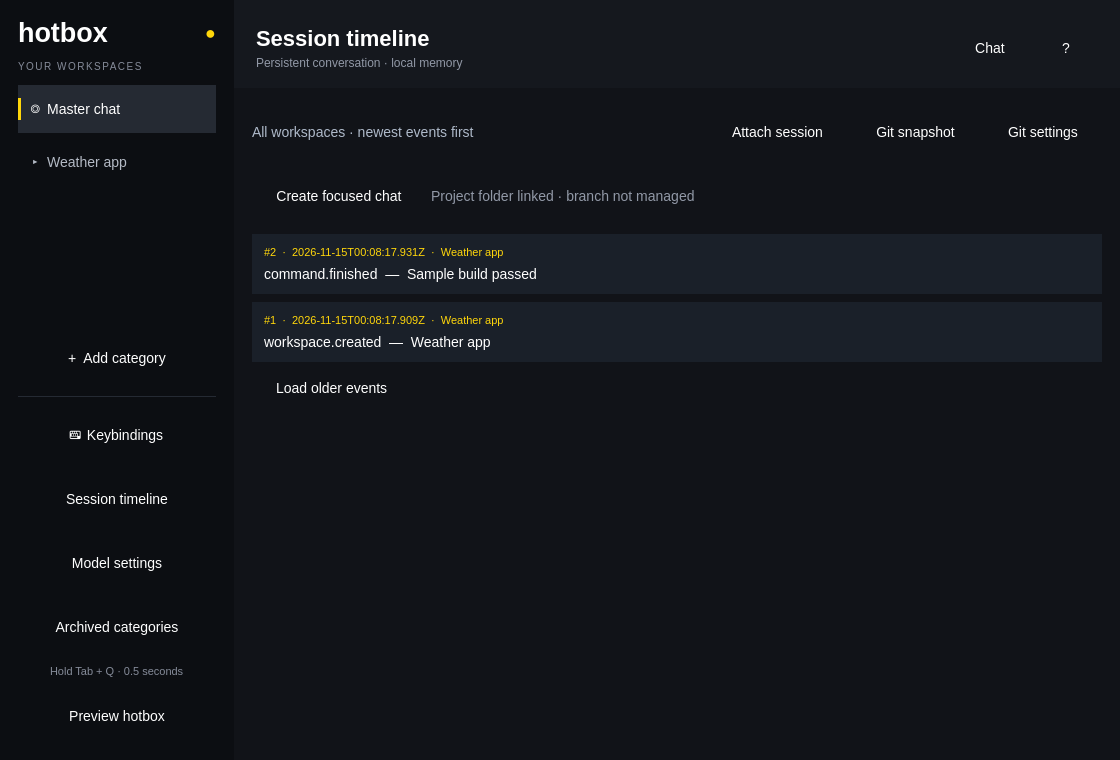 hotbox
YOUR WORKSPACES
Master chat
Weather app
+ Add category
Keybindings
Session timeline
Model settings
Archived categories
Hold Tab + Q · 0.5 seconds
Preview hotbox
Session timeline
Persistent conversation · local memory
Chat
?
All workspaces · newest events first
Attach session
Git snapshot
Git settings
Create focused chat
Project folder linked · branch not managed
#2 · 2026-11-15T00:08:17.931Z · Weather app
command.finished — Sample build passed
#1 · 2026-11-15T00:08:17.909Z · Weather app
workspace.created — Weather app
Load older events